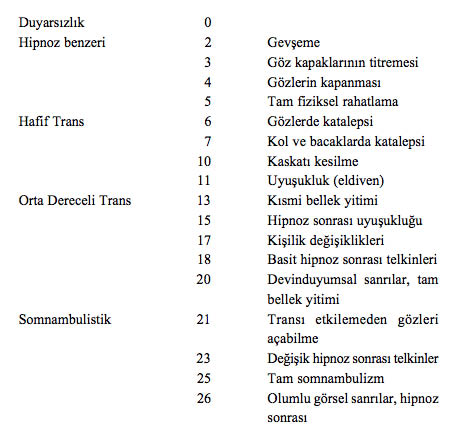 Duyarsızlık 0
Hipnoz benzeri 2 Gevşeme
3 Göz kapaklarının titremesi
4 Gözlerin kapanması
5 Tam fiziksel rahatlama
Hafif Trans 6 Gözlerde katalepsi
7 Kol ve bacaklarda katalepsi
10 Kaskatı kesilme
11 Uyuşukluk (eldiven)
Orta Dereceli Trans 13 Kısmi bellek yitimi
15 Hipnoz sonrası uyuşukluğu
17 Kişilik değişiklikleri
18 Basit hipnoz sonrası telkinleri
20 Devinduyumsal sanrılar, tam
bellek yitimi
Somnambulistik 21 Transı etkilemeden gözleri
açabilme
23 Değişik hipnoz sonrası telkinler
25 Tam somnambulizm
26 Olumlu görsel sanrılar, hipnoz
sonrası